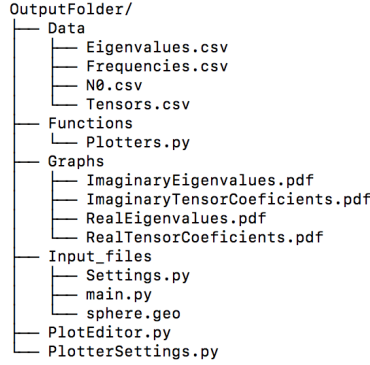 OutputFolder/
├── Data
│   ├── Eigenvalues.csv
│   ├── Frequencies.csv
│   ├── N0.csv
│   └── Tensors.csv
├── Functions
│   └── Plotters.py
├── Graphs
│   ├── ImaginaryEigenvalues.pdf
│   ├── ImaginaryTensorCoeficients.pdf
│   ├── RealEigenvalues.pdf
│   └── RealTensorCoeficients.pdf
├── Input_files
│   ├── Settings.py
│   ├── main.py
│   └── sphere.geo
├── PlotEditor.py
└── PlotterSettings.py